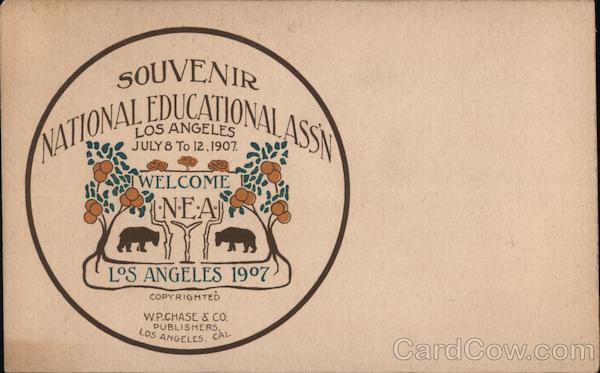 SOUVENIR
NATIONAL EDUCATIONAL ASS'N
LOS ANGELES
JULY 8 TO 12, 1907.
WELCOME
·N·E·A·
LOS ANGELES 1907
COPYRIGHTED
W.P. CHASE & CO.
PUBLISHERS,
LOS ANGELES, CAL.
CardCow.com